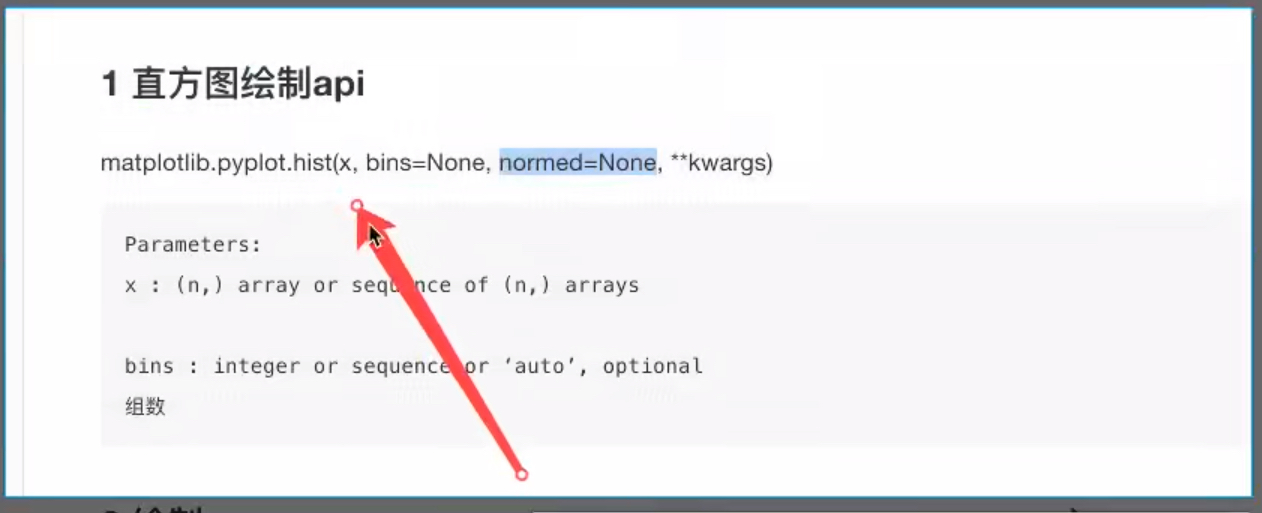 1 直方图绘制api
matplotlib.pyplot.hist(x, bins=None, normed=None, **kwargs)
Parameters:
x : (n,) array or sequence of (n,) arrays
bins : integer or sequence or ‘auto’, optional
组数